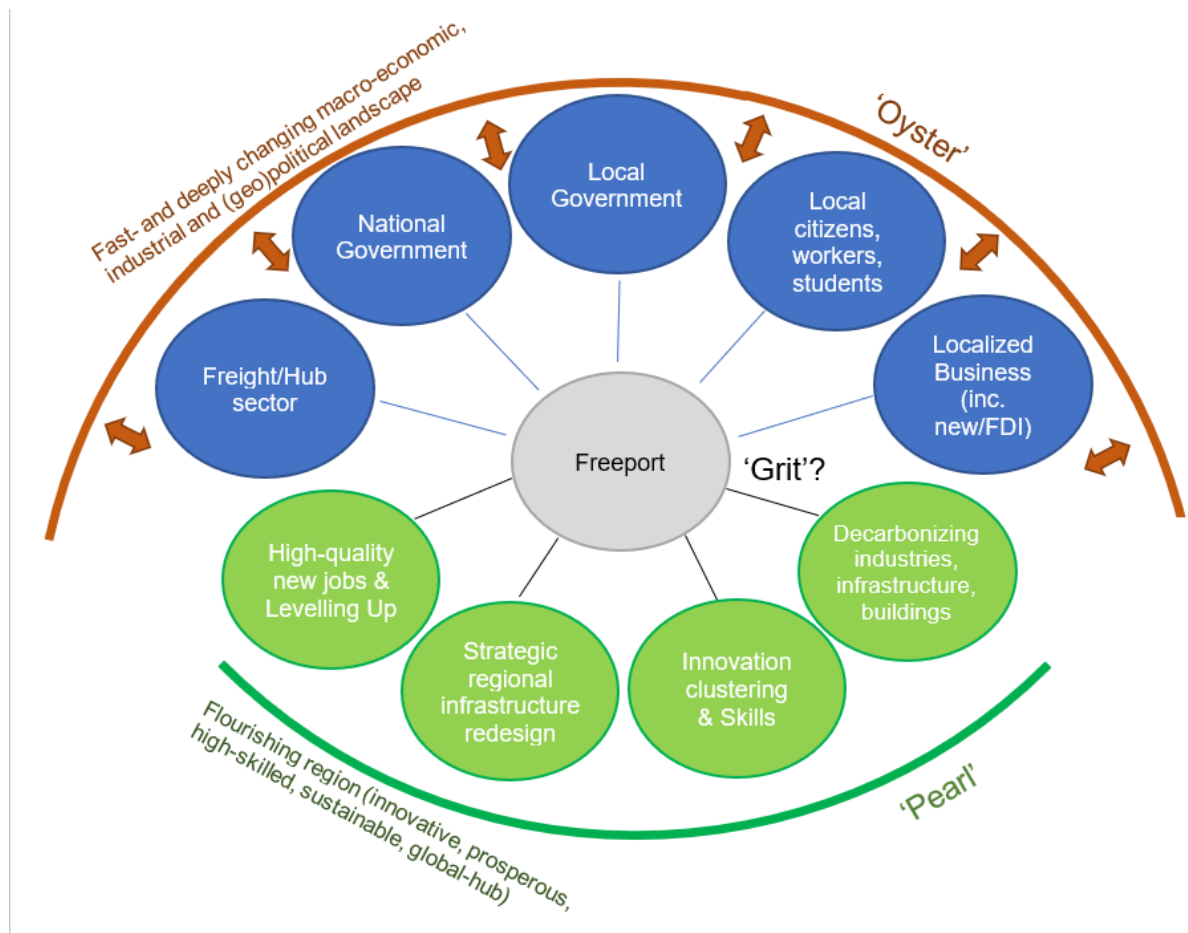 Fast- and deeply changing macro-economic,
industrial and (geo)political landscape
‘Oyster’
Local
Government
National
Government
Local
citizens,
workers,
students
Freight/Hub
sector
Localized
Business
(inc.
new/FDI)
Freeport
‘Grit’?
High-quality
new jobs &
Levelling Up
Strategic
regional
infrastructure
redesign
Innovation
clustering
& Skills
Decarbonizing
industries,
infrastructure,
buildings
Flourishing region (innovative, prosperous,
high-skilled, sustainable, global-hub)
‘Pearl’